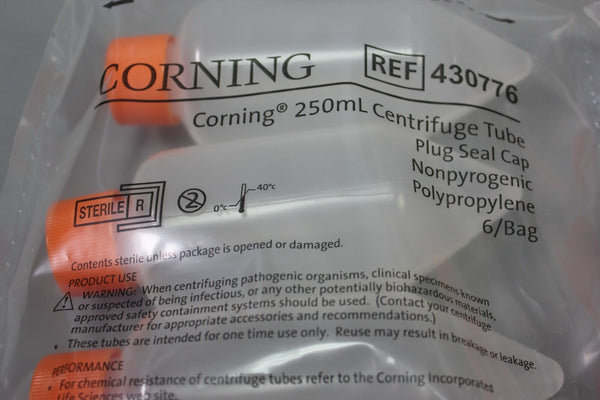 CORNING
REF 430776
Corning® 250mL Centrifuge Tube
Plug Seal Cap
Nonpyrogenic
Polypropylene
6/Bag
STERILE R
2
0°C
40°C
Contents sterile unless package is opened or damaged.
PRODUCT USE
WARNING: When centrifuging pathogenic organisms, clinical specimens known
or suspected of being infectious, or any other potentially biohazardous materials,
approved safety containment systems should be used. (Contact your centrifuge
manufacturer for appropriate accessories and recommendations.)
• These tubes are intended for one time use only. Reuse may result in breakage or leakage.
PERFORMANCE
• For chemical resistance of centrifuge tubes refer to the Corning Incorporated
Life Sciences web site.